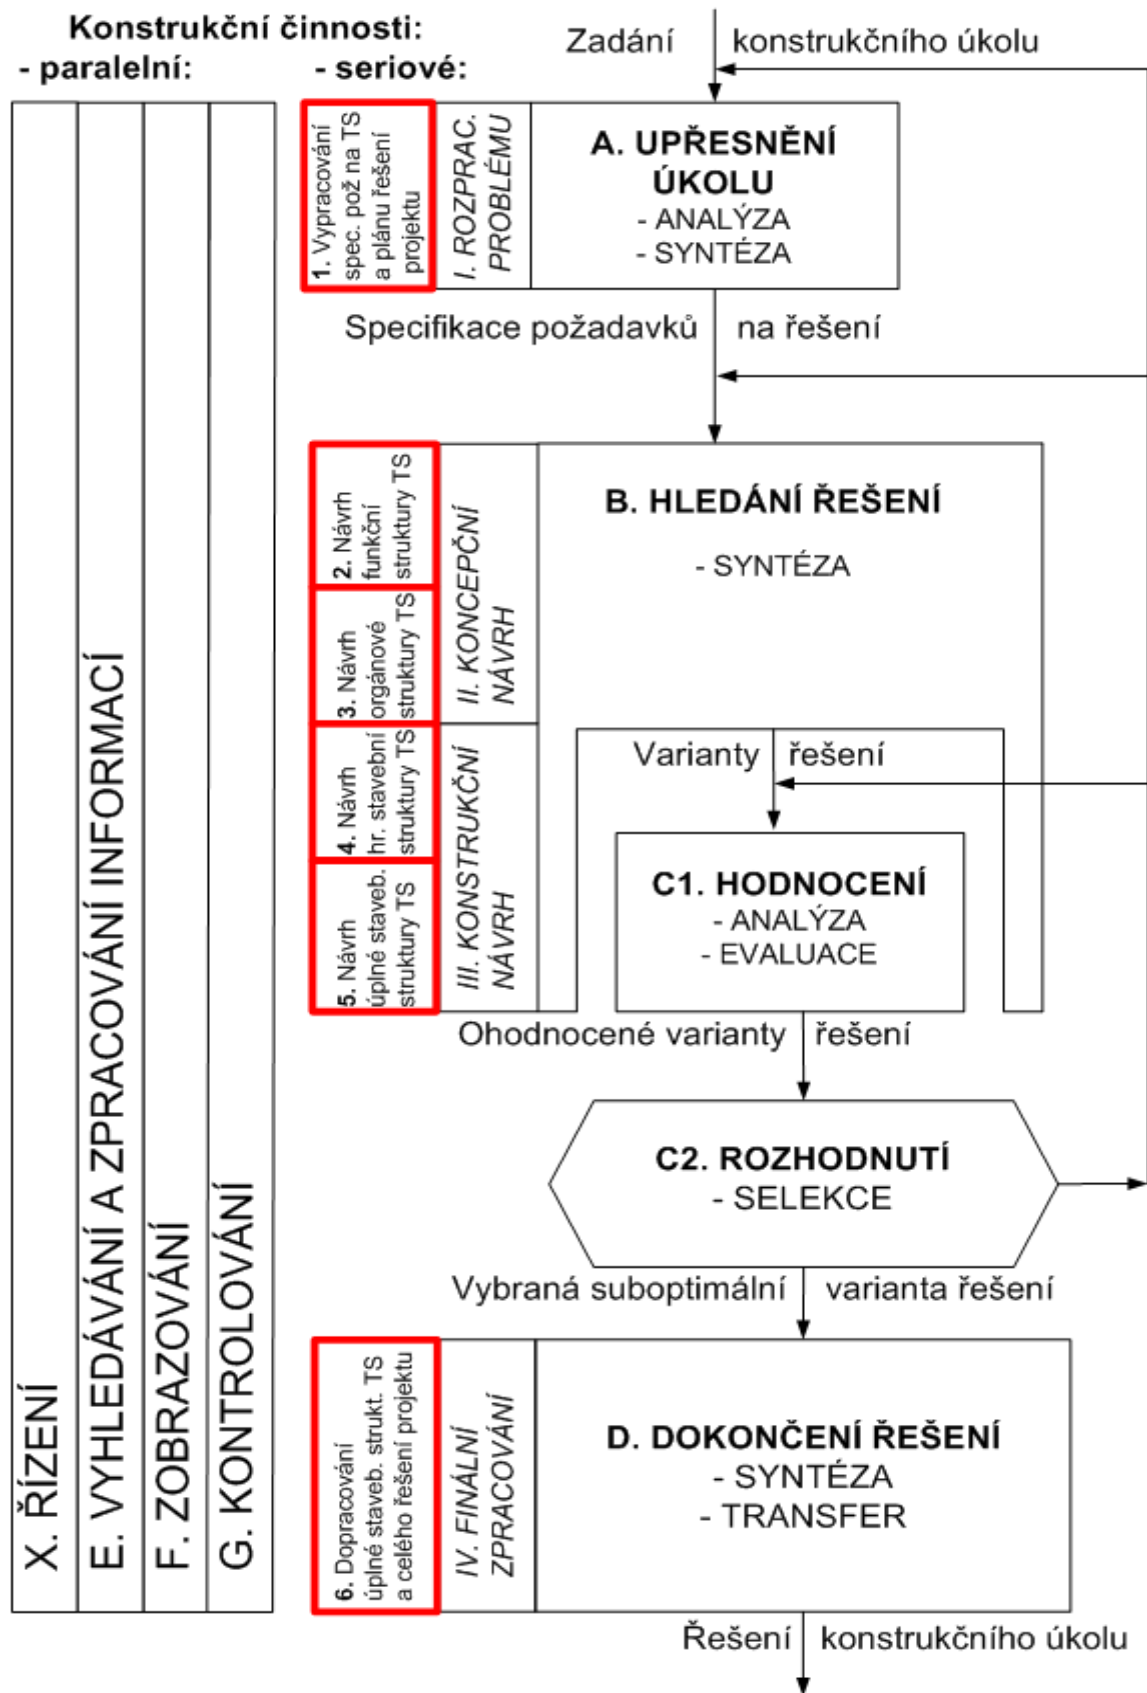 Konstrukční činnosti:
- paralelní:
- seriové:
Zadání konstrukčního úkolu
X. ŘÍZENÍ
E. VYHLEDÁVÁNÍ A ZPRACOVÁNÍ INFORMACÍ
F. ZOBRAZOVÁNÍ
G. KONTROLOVÁNÍ
1. Vypracování
spec. pož na TS
a plánu řešení
projektu
I. ROZPRAC.
PROBLÉMU
A. UPŘESNĚNÍ
ÚKOLU
- ANALÝZA
- SYNTÉZA
Specifikace požadavků na řešení
2. Návrh
funkční
struktury TS
3. Návrh
orgánové
struktury TS
II. KONCEPČNÍ
NÁVRH
B. HLEDÁNÍ ŘEŠENÍ
- SYNTÉZA
4. Návrh
hr. stavební
struktury TS
5. Návrh
úplné staveb.
struktury TS
III. KONSTRUKČNÍ
NÁVRH
Varianty řešení
C1. HODNOCENÍ
- ANALÝZA
- EVALUACE
Ohodnocené varianty řešení
C2. ROZHODNUTÍ
- SELEKCE
Vybraná suboptimální varianta řešení
6. Dopracování
úplné staveb. strukt. TS
a celého řešení projektu
IV. FINÁLNÍ
ZPRACOVÁNÍ
D. DOKONČENÍ ŘEŠENÍ
- SYNTÉZA
- TRANSFER
Řešení konstrukčního úkolu